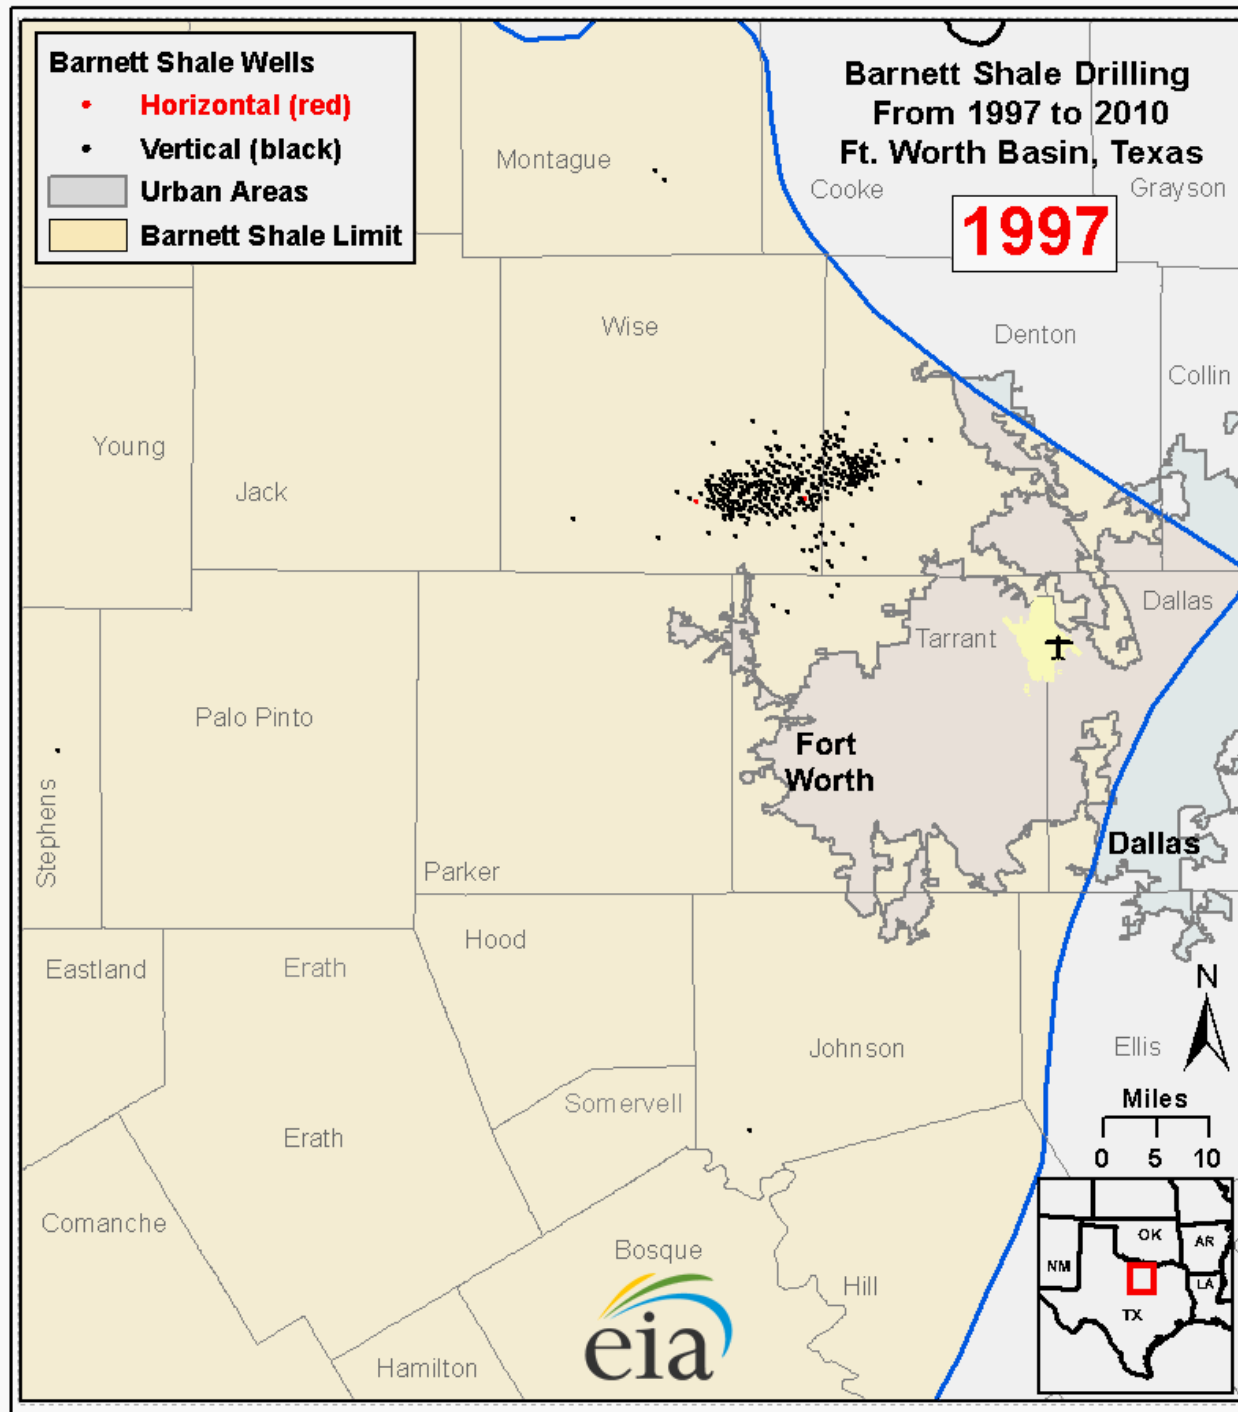 Barnett Shale Wells
Horizontal (red)
Vertical (black)
Urban Areas
Barnett Shale Limit
Barnett Shale Drilling
From 1997 to 2010
Ft. Worth Basin, Texas
1997
Montague
Cooke
Grayson
Wise
Denton
Collin
Young
Jack
Dallas
Tarrant
Palo Pinto
Fort
Worth
Stephens
Dallas
Parker
Hood
Eastland
Erath
N
Johnson
Ellis
Miles
0 5 10
Somervell
Erath
Comanche
Bosque
Hill
Hamilton
eia
OK
AR
NM
LA
TX